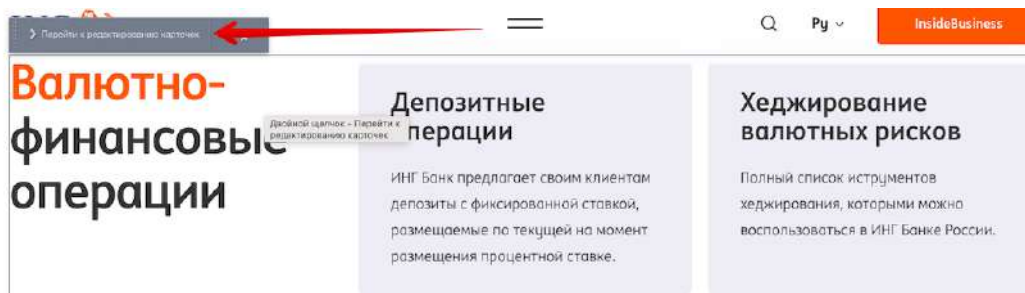 Перейти к редактированию карточек
Ру
InsideBusiness
Валютно-
финансовые
операции
Двойной щелчок - Перейти к
редактированию карточек
Депозитные
операции
ИНГ Банк предлагает своим клиентам
депозиты с фиксированной ставкой,
размещаемые по текущей на момент
размещения процентной ставке.
Хеджирование
валютных рисков
Полный список иструментов
хеджирования, которыми можно
воспользоваться в ИНГ Банке России.